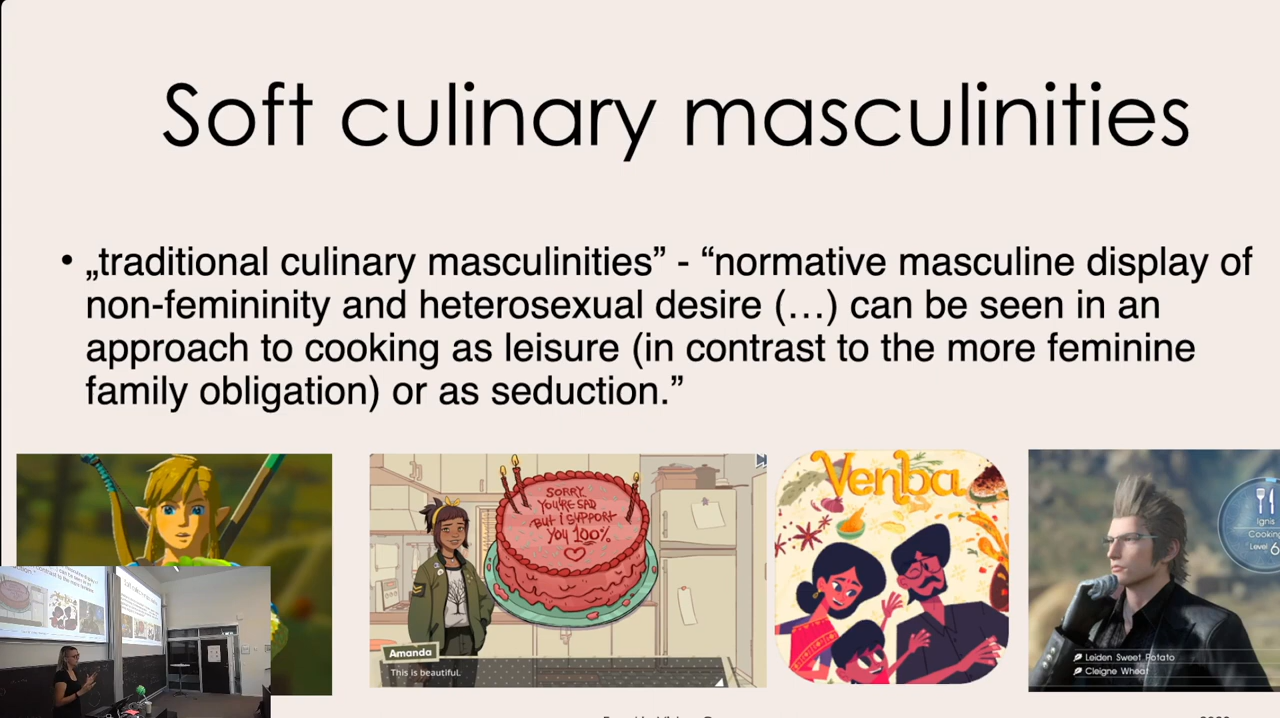 Soft culinary masculinities
• „traditional culinary masculinities” - “normative masculine display of
non-femininity and heterosexual desire (…) can be seen in an
approach to cooking as leisure (in contrast to the more feminine
family obligation) or as seduction.”
SORRY
YOU'RE SAD
BUT I SUPPORT
YOU 100%
Amanda
This is beautiful.
Venba
Ignis
Cooking
Level 6
Leiden Sweet Potato
Cleigne Wheat